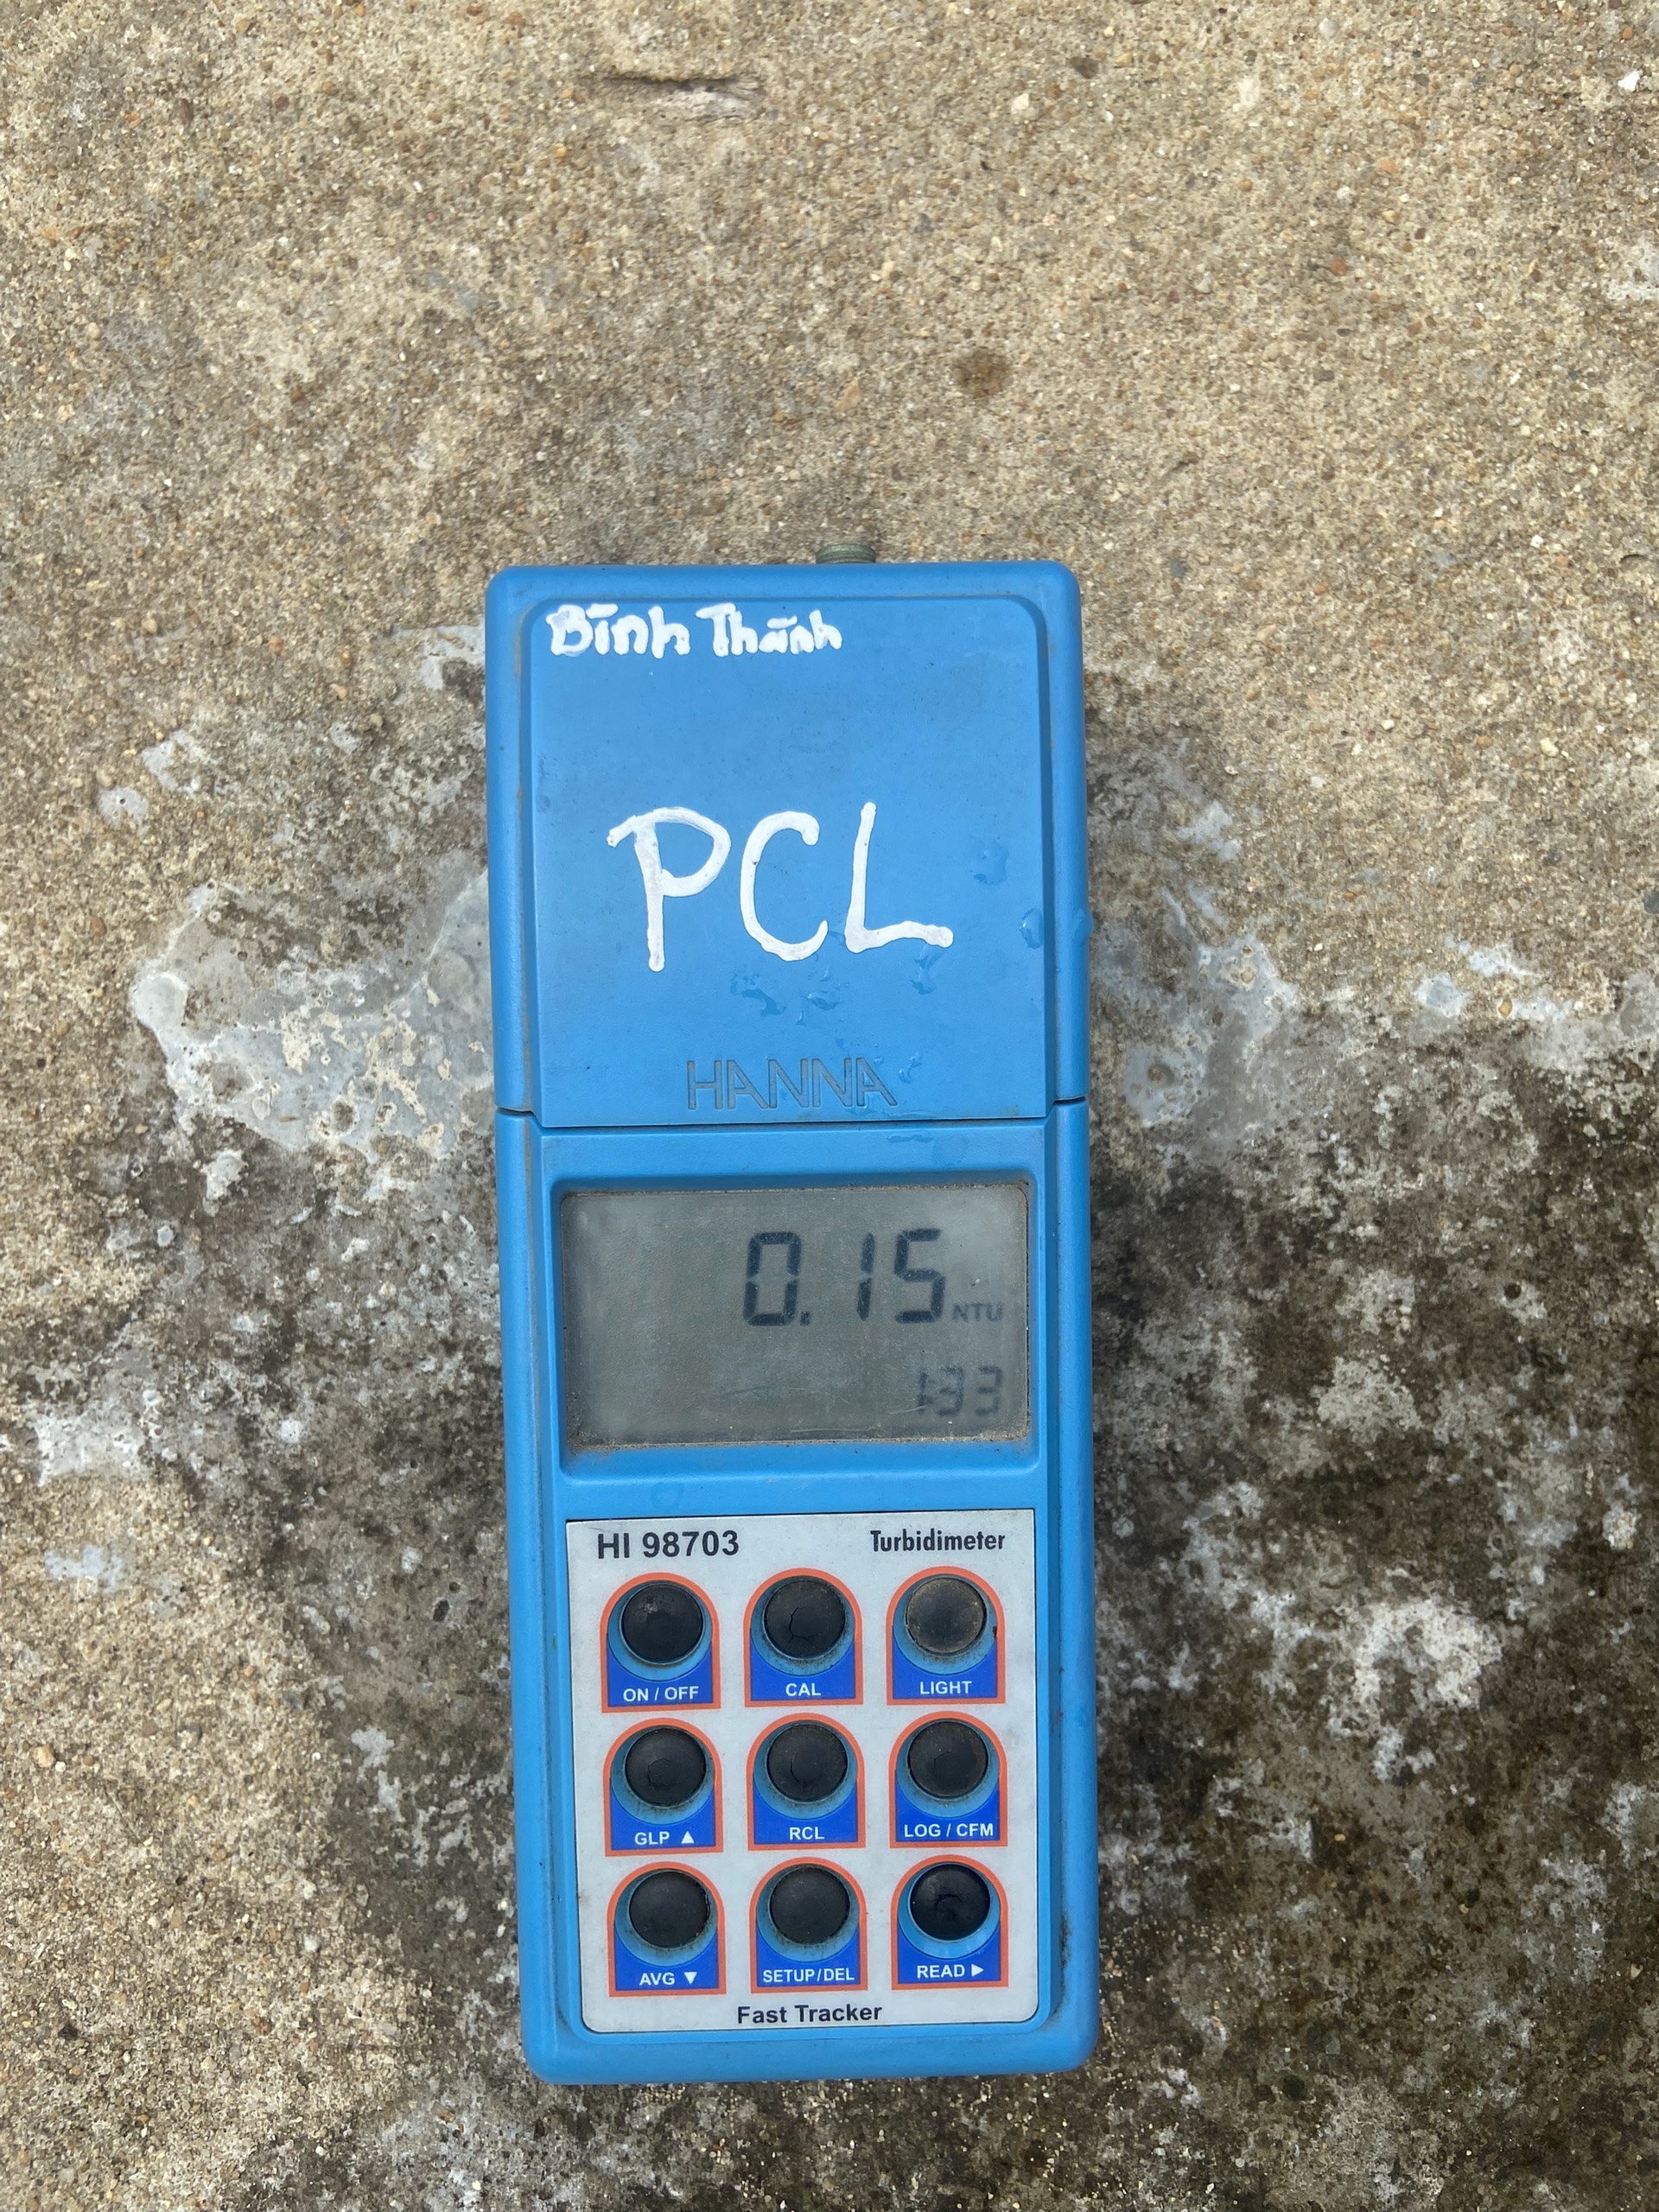 Bình Thành
PCL
HANNA
0.15 NTU
133
HI 98703 Turbidimeter
ON / OFF CAL LIGHT
GLP ▲ RCL LOG / CFM
AVG ▼ SETUP/DEL READ ▶
Fast Tracker